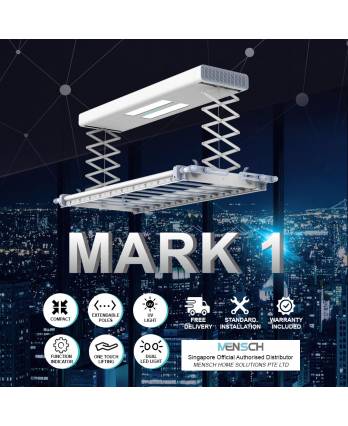 MARK 1
COMPACT
EXTENDABLE
POLES
UV
LIGHT
FREE
DELIVERY
STANDARD
INSTALLATION
WARRANTY
INCLUDED
FUNCTION
INDICATOR
ONE TOUCH
LIFTING
DUAL
LED LIGHT
MENSCH
Singapore Official Authorised Distributor
MENSCH HOME SOLUTIONS PTE LTD